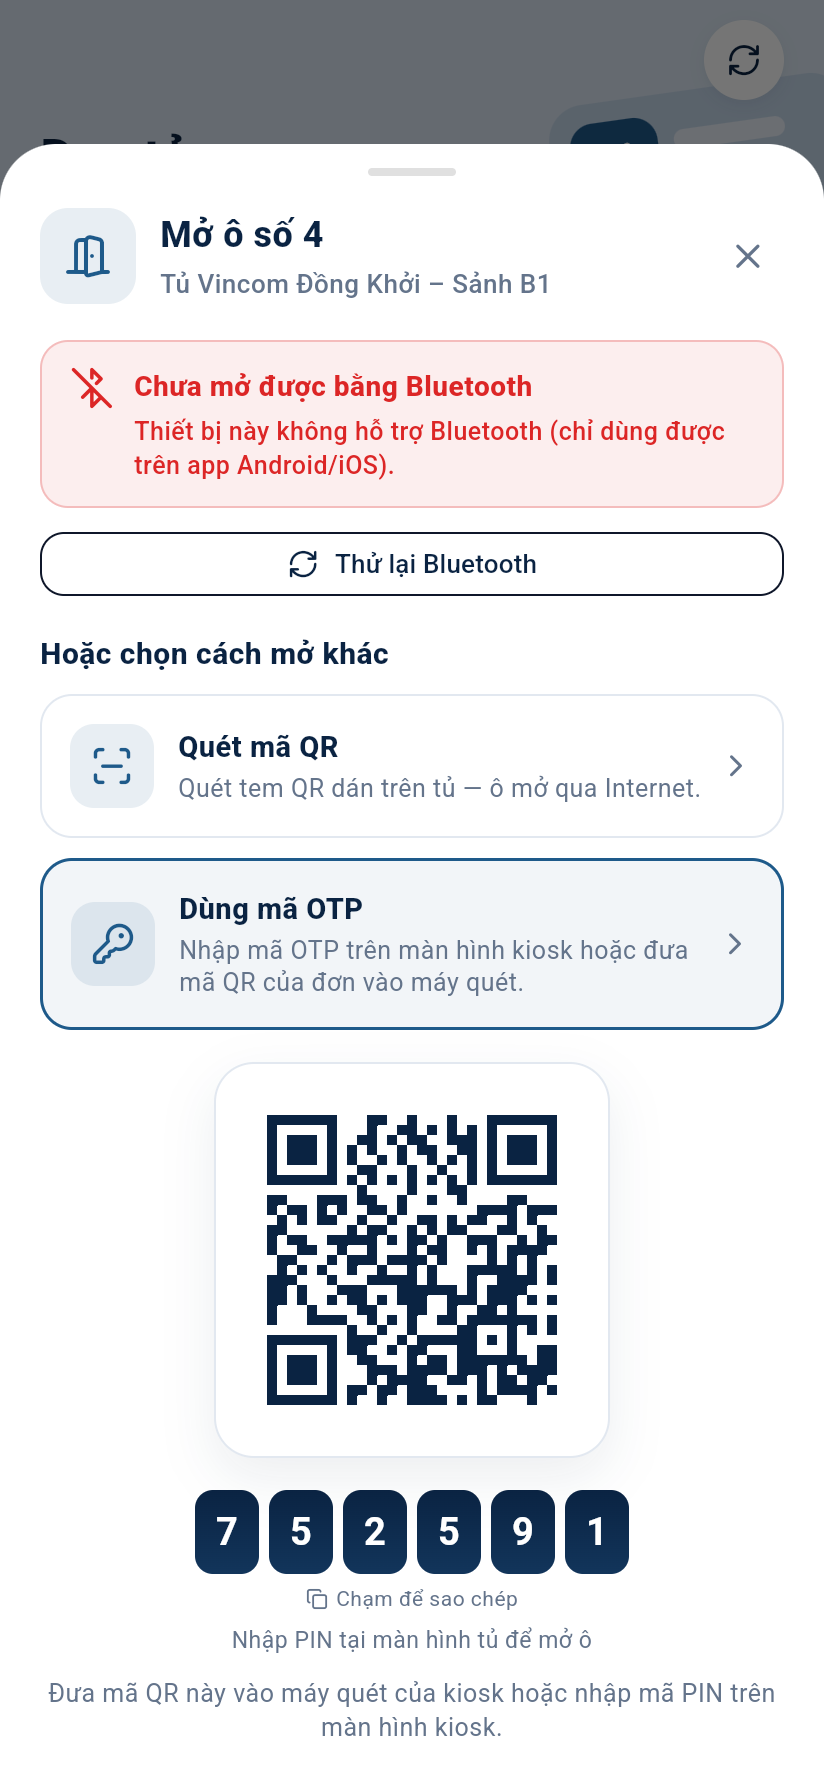 Mở ô số 4
Tủ Vincom Đồng Khởi – Sảnh B1
Chưa mở được bằng Bluetooth
Thiết bị này không hỗ trợ Bluetooth (chỉ dùng được
trên app Android/iOS).
Thử lại Bluetooth
Hoặc chọn cách mở khác
Quét mã QR
Quét tem QR dán trên tủ — ô mở qua Internet.
Dùng mã OTP
Nhập mã OTP trên màn hình kiosk hoặc đưa
mã QR của đơn vào máy quét.
7 5 2 5 9 1
Chạm để sao chép
Nhập PIN tại màn hình tủ để mở ô
Đưa mã QR này vào máy quét của kiosk hoặc nhập mã PIN trên
màn hình kiosk.